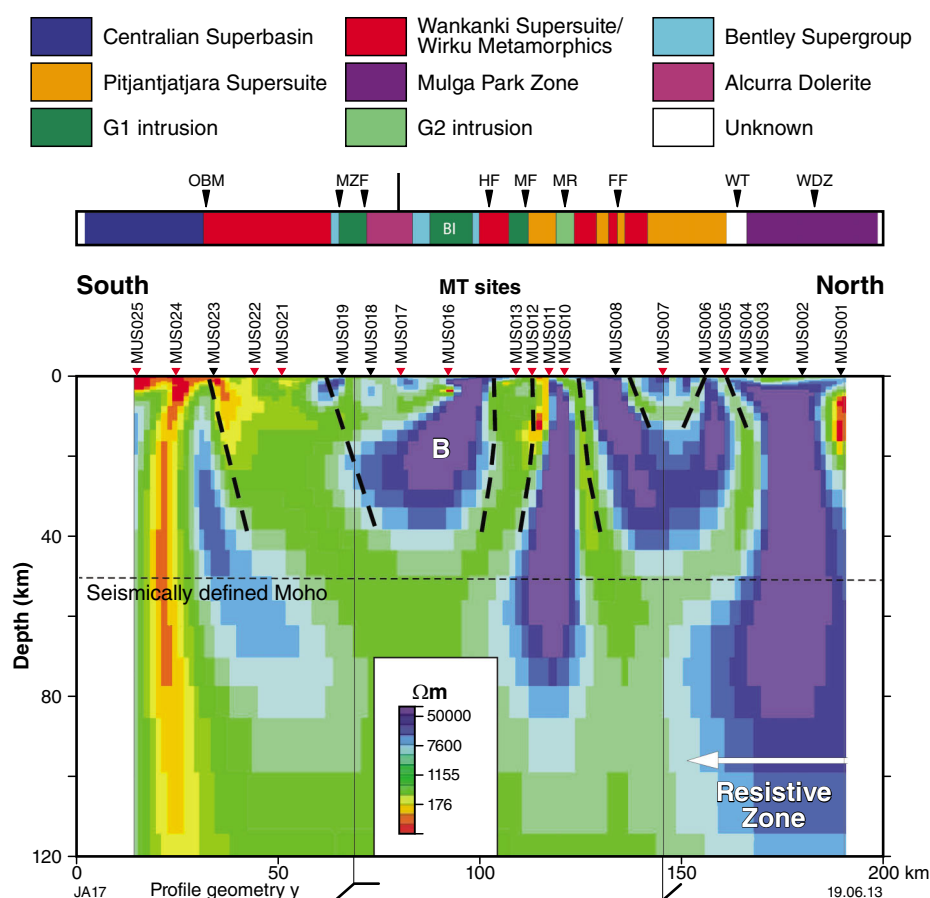 Centralian Superbasin
Wankanki Supersuite/
Wirku Metamorphics
Bentley Supergroup
Pitjantjatjara Supersuite
Mulga Park Zone
Alcurra Dolerite
G1 intrusion
G2 intrusion
Unknown
OBM MZF HF MF MR FF WT WDZ
BI
South MT sites North
MUS025 MUS024 MUS023 MUS022 MUS021 MUS019 MUS018 MUS017 MUS016 MUS013 MUS012 MUS011 MUS010 MUS008 MUS007 MUS006 MUS005 MUS004 MUS003 MUS002 MUS001
0
B
40
Seismically defined Moho
Depth (km)
Ωm
50000
80
7600
1155
Resistive
Zone
176
120
0 50 100 150 200 km
JA17 Profile geometry y 19.06.13